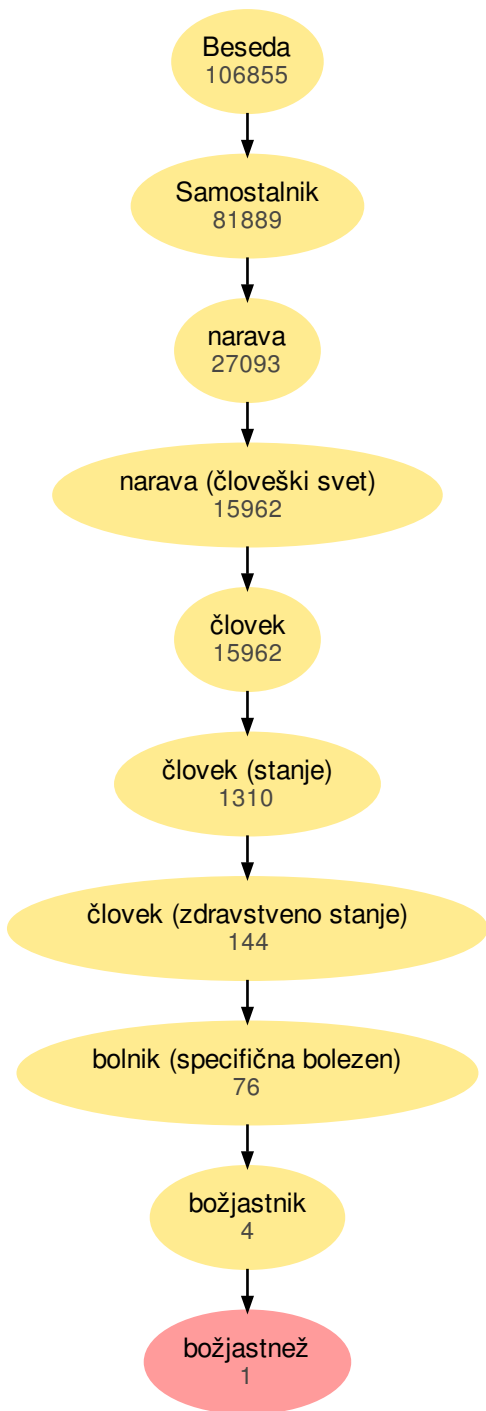 Beseda
106855
Samostalnik
81889
narava
27093
narava (človeški svet)
15962
človek
15962
človek (stanje)
1310
človek (zdravstveno stanje)
144
bolnik (specifična bolezen)
76
božjastnik
4
božjastnež
1